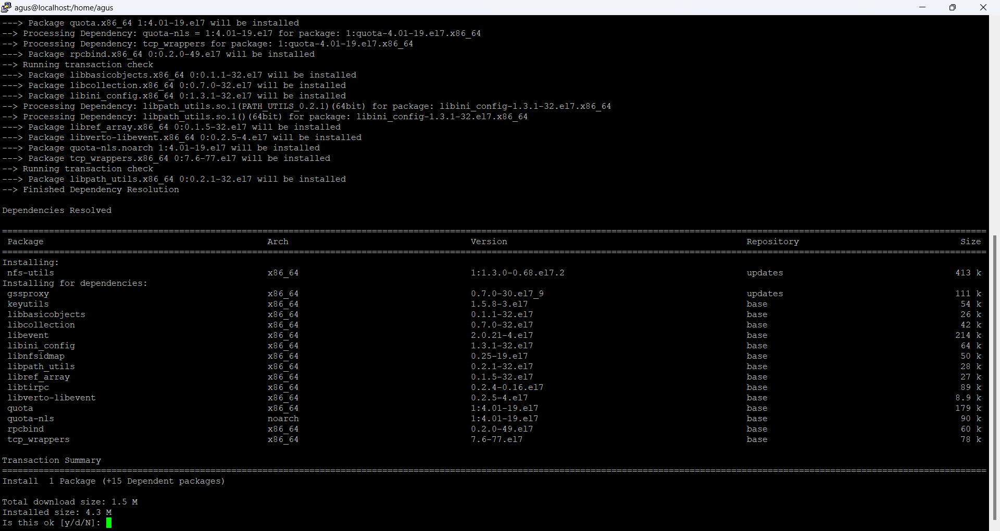 agus@localhost:/home/agus
---> Package quota.x86_64 1:4.01-19.el7 will be installed
--> Processing Dependency: quota-nls = 1:4.01-19.el7 for package: 1:quota-4.01-19.el7.x86_64
--> Processing Dependency: tcp_wrappers for package: 1:quota-4.01-19.el7.x86_64
---> Package rpcbind.x86_64 0:0.2.0-49.el7 will be installed
--> Running transaction check
---> Package libbasicobjects.x86_64 0:0.1.1-32.el7 will be installed
---> Package libcollection.x86_64 0:0.7.0-32.el7 will be installed
---> Package libini_config.x86_64 0:1.3.1-32.el7 will be installed
--> Processing Dependency: libpath_utils.so.1(PATH_UTILS_0.2.1)(64bit) for package: libini_config-1.3.1-32.el7.x86_64
--> Processing Dependency: libpath_utils.so.1()(64bit) for package: libini_config-1.3.1-32.el7.x86_64
---> Package libref_array.x86_64 0:0.1.5-32.el7 will be installed
---> Package libverto-libevent.x86_64 0:0.2.5-4.el7 will be installed
---> Package quota-nls.noarch 1:4.01-19.el7 will be installed
---> Package tcp_wrappers.x86_64 0:7.6-77.el7 will be installed
--> Running transaction check
---> Package libpath_utils.x86_64 0:0.2.1-32.el7 will be installed
--> Finished Dependency Resolution
Dependencies Resolved
Package Arch Version Repository Size
Installing:
nfs-utils x86_64 1:1.3.0-0.68.el7.2 updates 413 k
Installing for dependencies:
gssproxy x86_64 0.7.0-30.el7_9 updates 111 k
keyutils x86_64 1.5.8-3.el7 base 54 k
libbasicobjects x86_64 0.1.1-32.el7 base 26 k
libcollection x86_64 0.7.0-32.el7 base 42 k
libevent x86_64 2.0.21-4.el7 base 214 k
libini_config x86_64 1.3.1-32.el7 base 64 k
libnfsidmap x86_64 0.25-19.el7 base 50 k
libpath_utils x86_64 0.2.1-32.el7 base 28 k
libref_array x86_64 0.1.5-32.el7 base 27 k
libtirpc x86_64 0.2.4-0.16.el7 base 89 k
libverto-libevent x86_64 0.2.5-4.el7 base 8.9 k
quota x86_64 1:4.01-19.el7 base 179 k
quota-nls noarch 1:4.01-19.el7 base 90 k
rpcbind x86_64 0.2.0-49.el7 base 60 k
tcp_wrappers x86_64 7.6-77.el7 base 78 k
Transaction Summary
Install 1 Package (+15 Dependent packages)
Total download size: 1.5 M
Installed size: 4.3 M
Is this ok [y/d/N]: